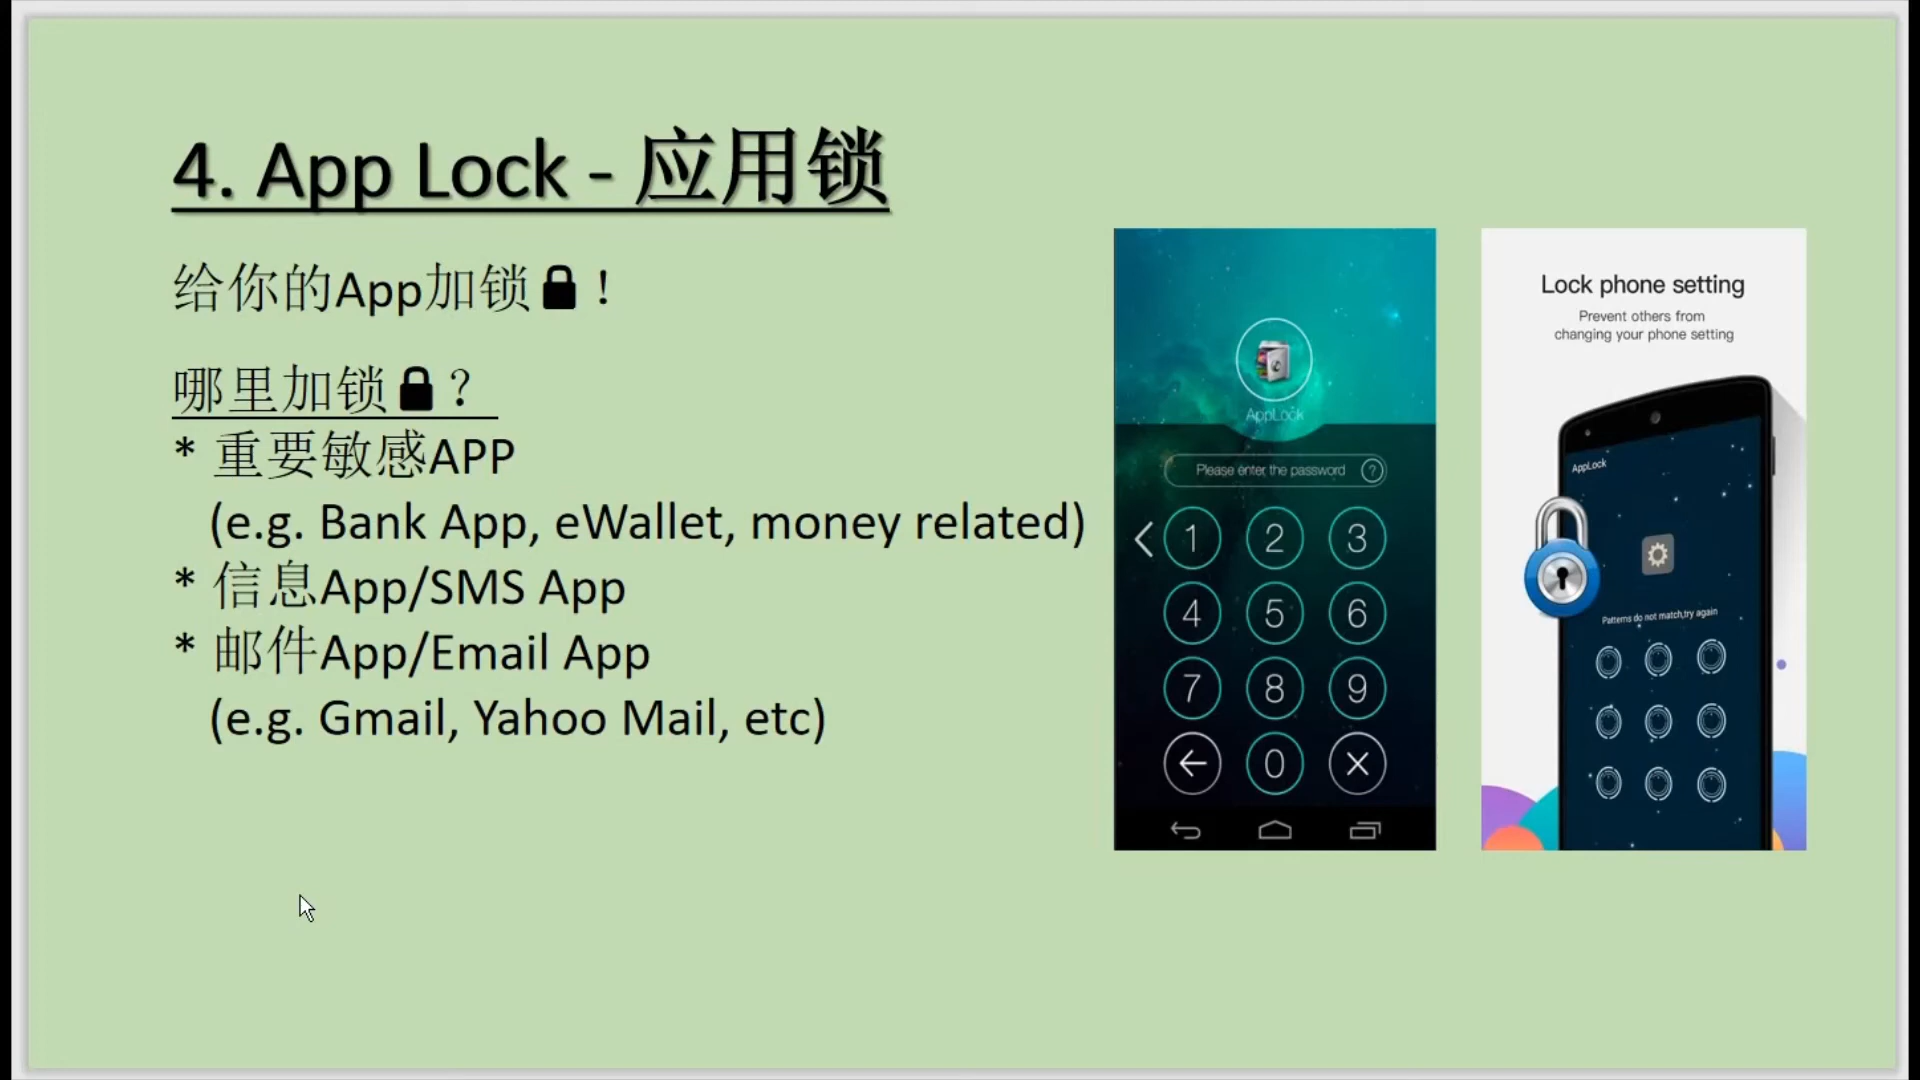 4. App Lock - 应用锁
给你的App加锁🔒！
哪里加锁🔒？
* 重要敏感APP
(e.g. Bank App, eWallet, money related)
* 信息App/SMS App
* 邮件App/Email App
(e.g. Gmail, Yahoo Mail, etc)
AppLock
Please enter the password ?
1 2 3
4 5 6
7 8 9
0
Lock phone setting
Prevent others from
changing your phone setting
AppLock
Patterns do not match,try again